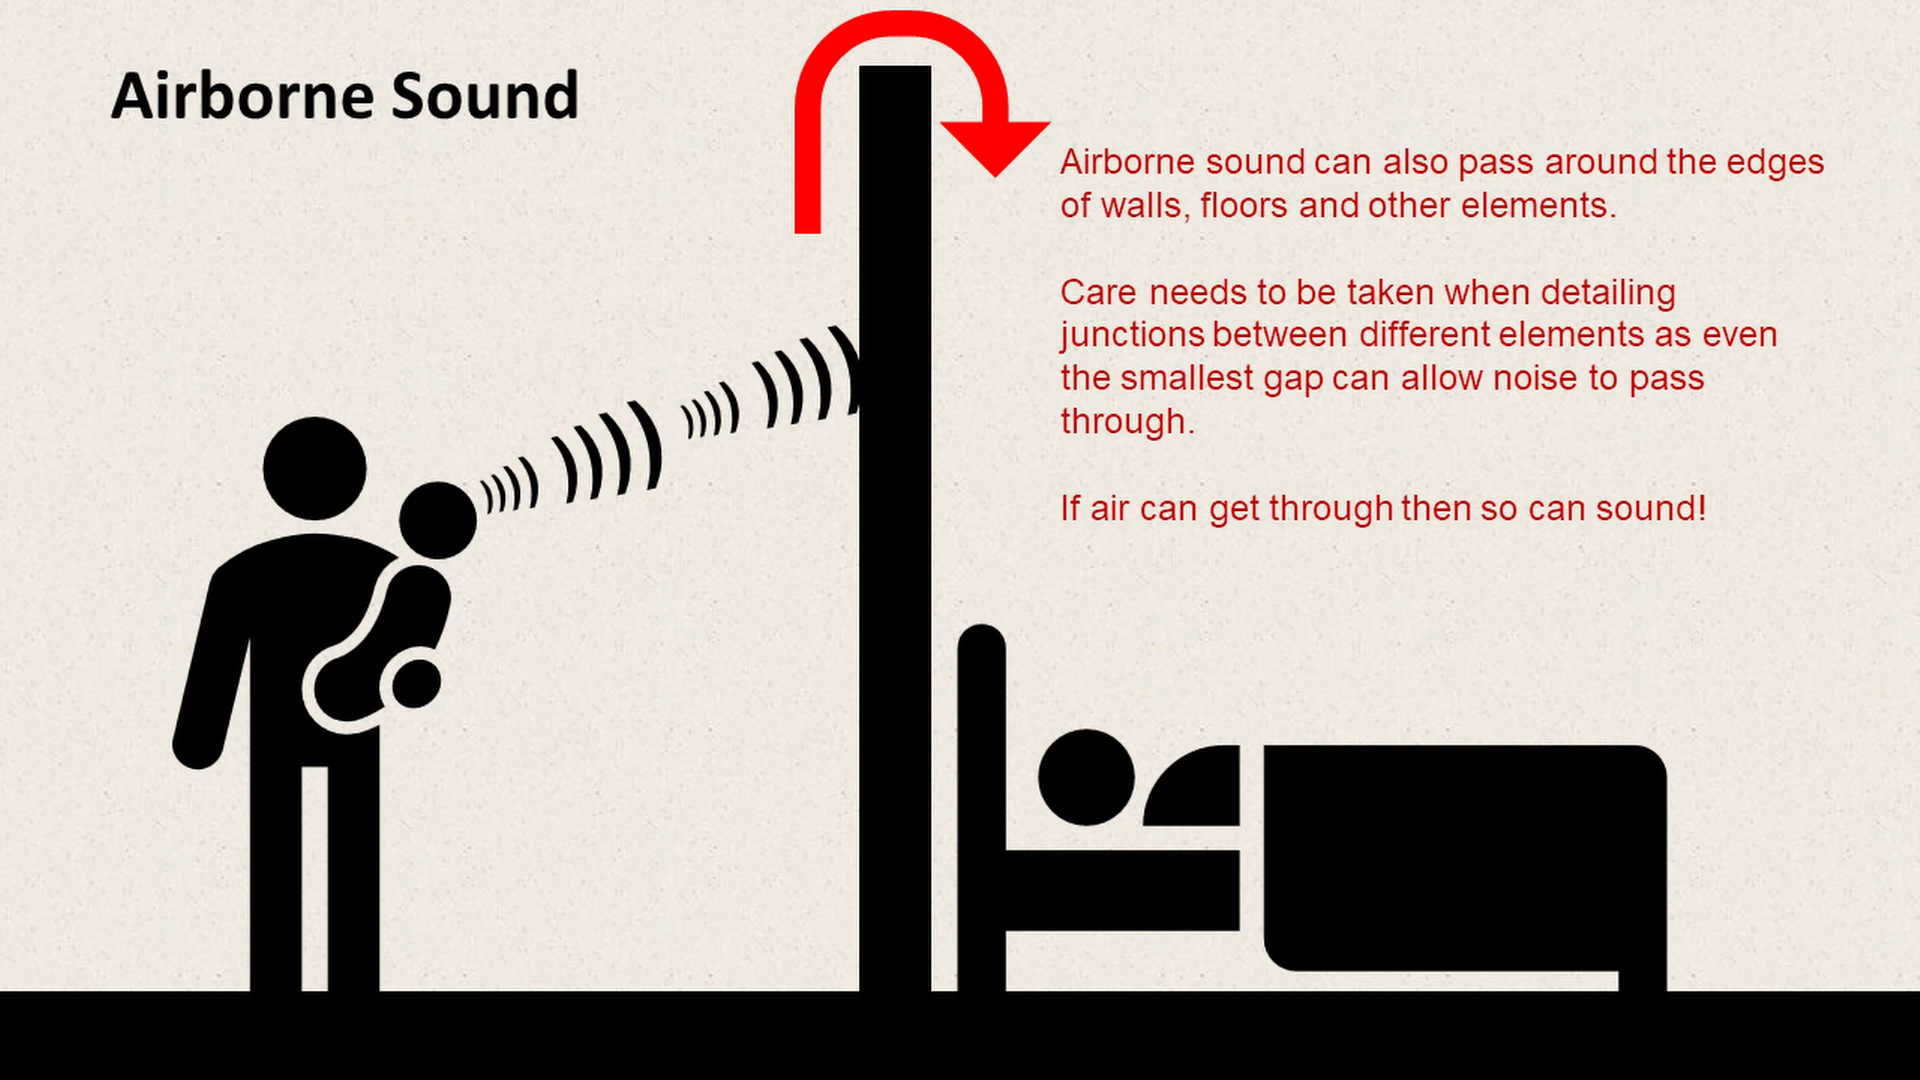 Airborne Sound
Airborne sound can also pass around the edges
of walls, floors and other elements.
Care needs to be taken when detailing
junctions between different elements as even
the smallest gap can allow noise to pass
through.
If air can get through then so can sound!